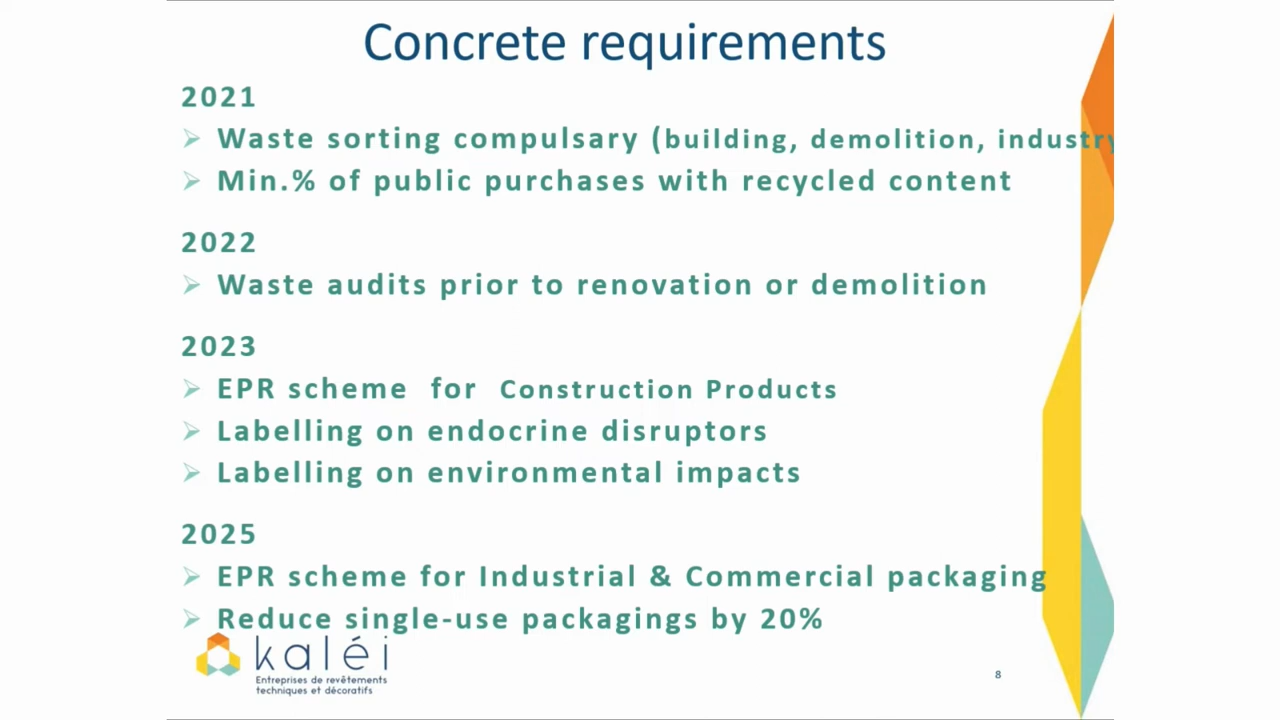 Concrete requirements
2021
➢ Waste sorting compulsary (building, demolition, industry
➢ Min.% of public purchases with recycled content
2022
➢ Waste audits prior to renovation or demolition
2023
➢ EPR scheme for Construction Products
➢ Labelling on endocrine disruptors
➢ Labelling on environmental impacts
2025
➢ EPR scheme for Industrial & Commercial packaging
➢ Reduce single-use packagings by 20%
kaléi
Entreprises de revêtements
techniques et décoratifs
8